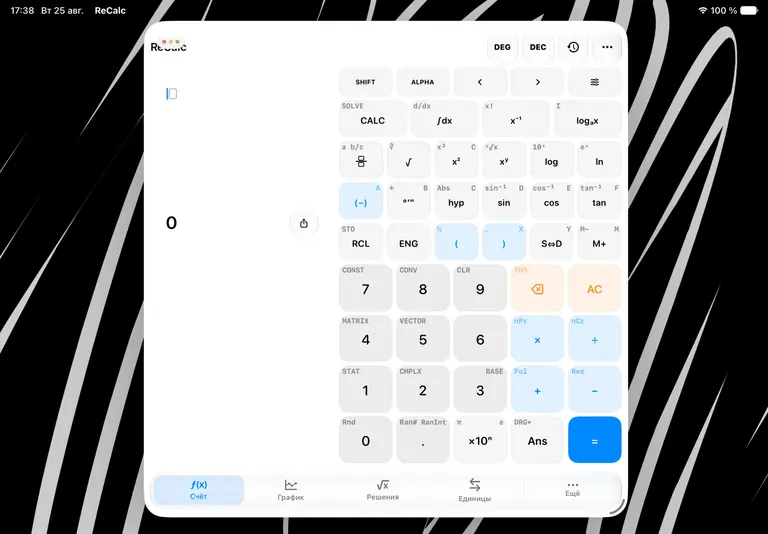 17:38 Вт 25 авг. ReCalc
100 %
ReCalc
DEG DEC
SHIFT ALPHA < >
SOLVE d/dx x! Σ
CALC ∫dx x⁻¹ logₐx
a b/c ∛ x³ C ʸ√x 10ˣ eˣ
√ x² xʸ log ln
A ÷ B Abs C sin⁻¹ D cos⁻¹ E tan⁻¹ F
(−) °′″ hyp sin cos tan
STO % , X Y M− M
RCL ENG ( ) S⇔D M+
CONST CONV CLR INS
7 8 9 AC
MATRIX VECTOR nPr nCr
4 5 6 × ÷
STAT CMPLX BASE Pol Rec
1 2 3 + −
Rnd Ran# RanInt π e DRG▸
0 . ×10ⁿ Ans =
0
ƒ(X) √x
Счёт График Решения Единицы Ещё